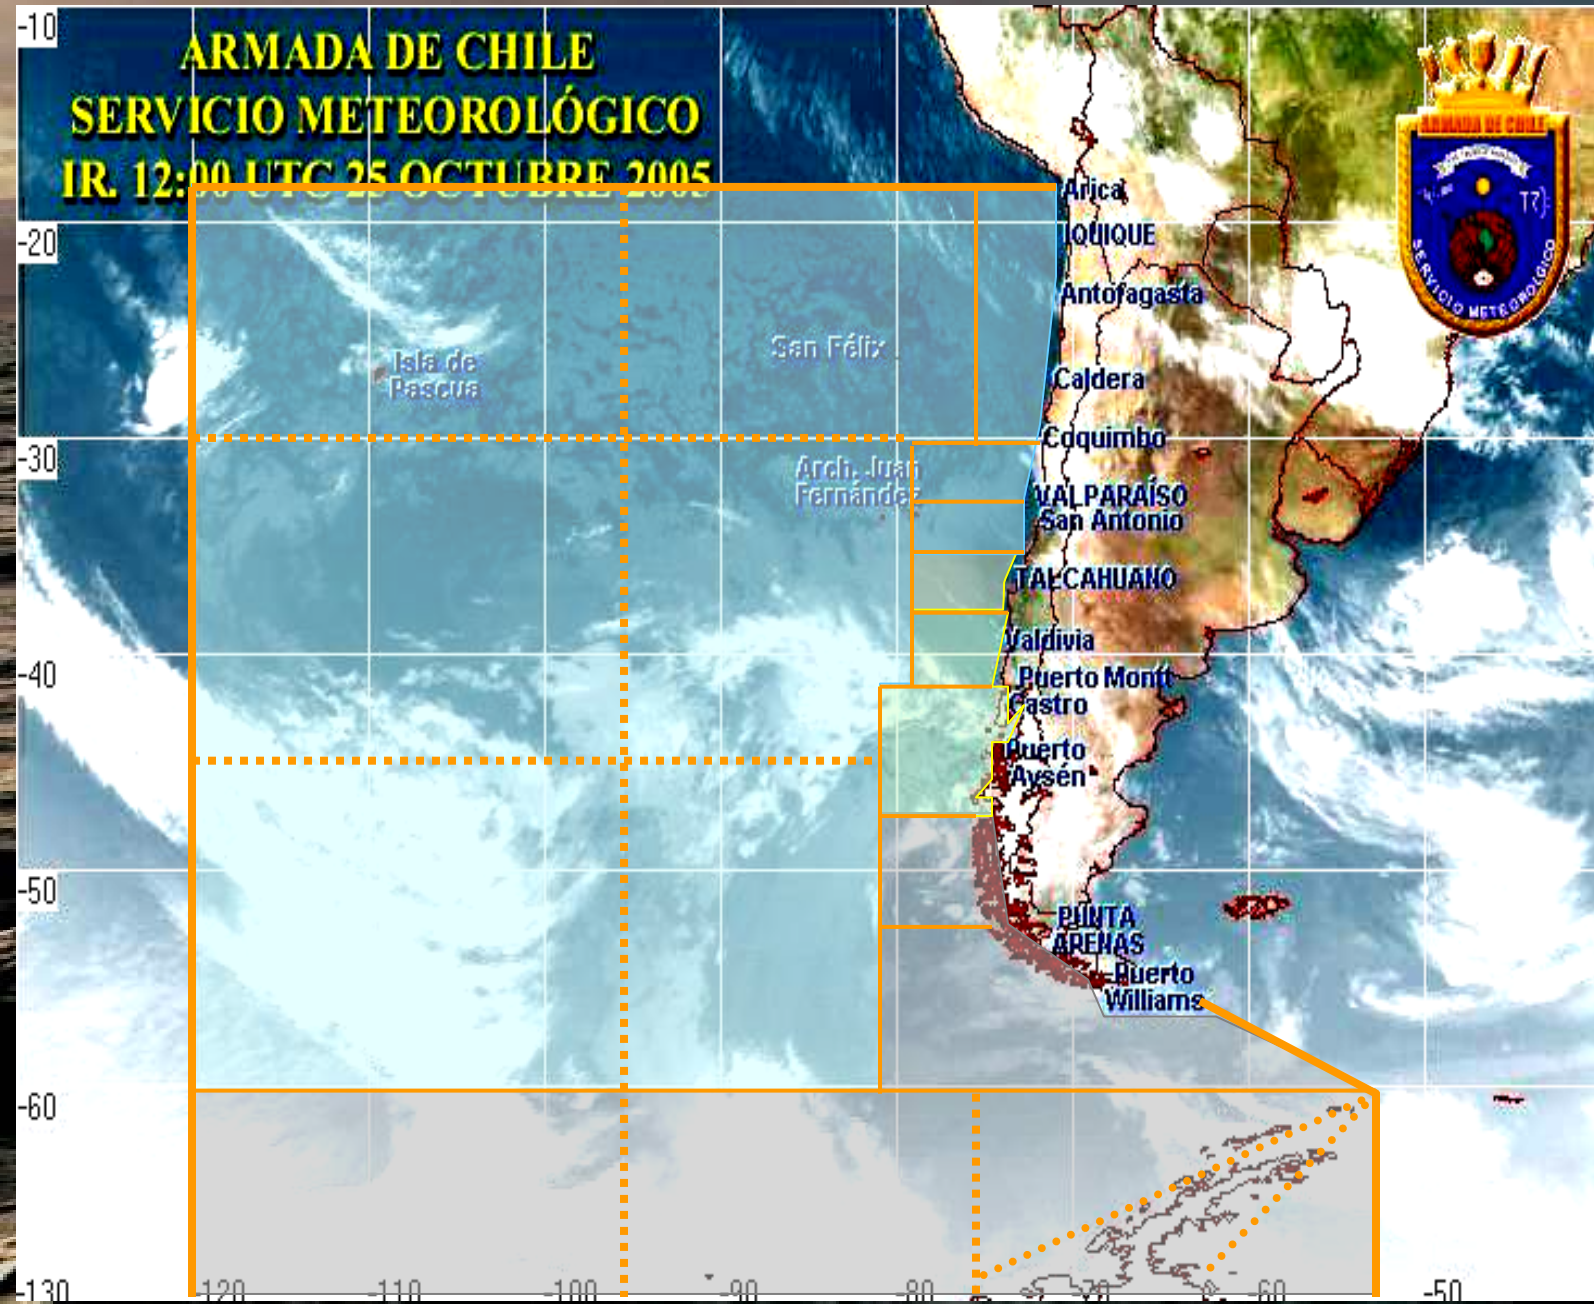 -10
ARMADA DE CHILE
SERVICIO METEOROLÓGICO
IR. 12:00 UTC 25 OCTUBRE 2005
ARMADA DE CHILE
SERVICIO METEOROLGICO
Arica
-20
IQUIQUE
Antofagasta
San Félix
Isla de
Pascua
Caldera
Coquimbo
-30
Arch. Juan
Fernández
VALPARAÍSO
San Antonio
TALCAHUANO
Valdivia
-40
Puerto Montt
Castro
Puerto
Aysén
-50
PUNTA
ARENAS
Puerto
Williams
-60
-130 -120 -110 -100 -90 -80 -60 -50